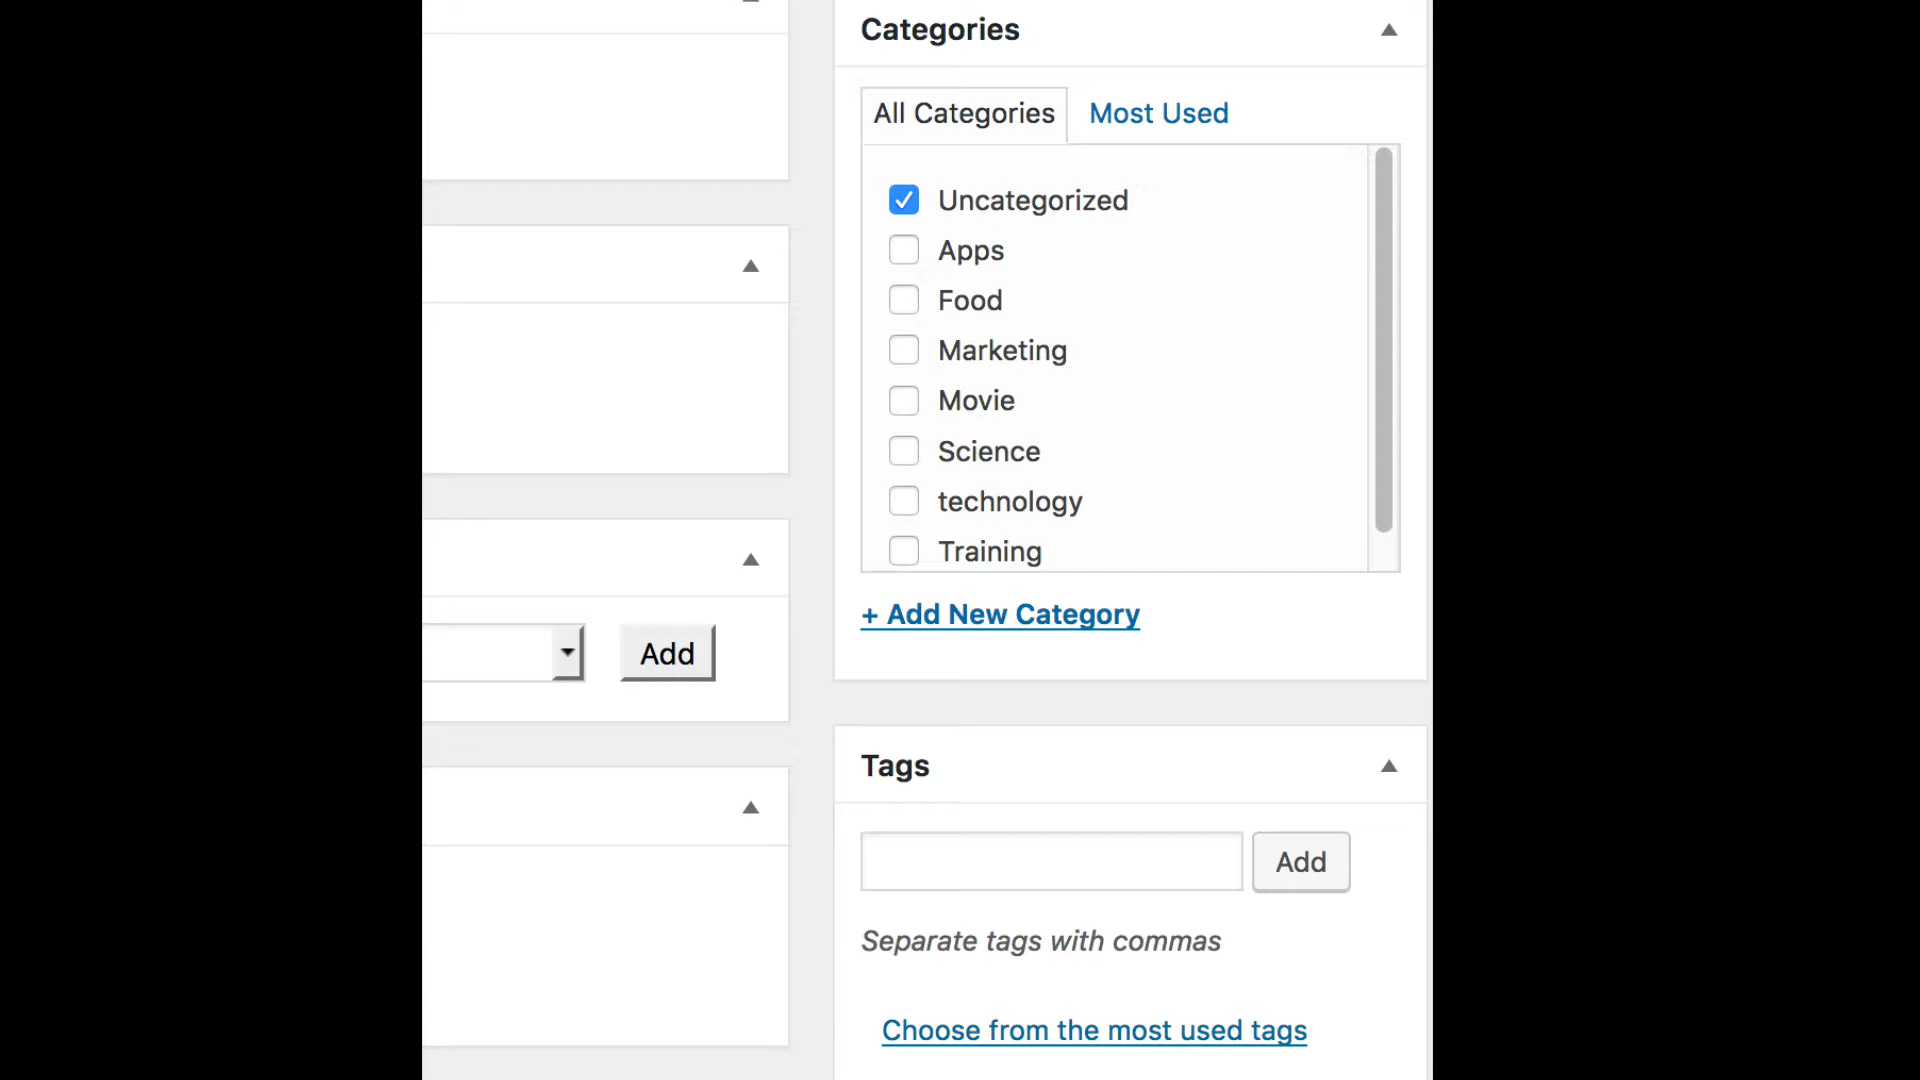 Categories
All Categories Most Used
Uncategorized
Apps
Food
Marketing
Movie
Science
technology
Training
+ Add New Category
Add
Tags
Add
Separate tags with commas
Choose from the most used tags